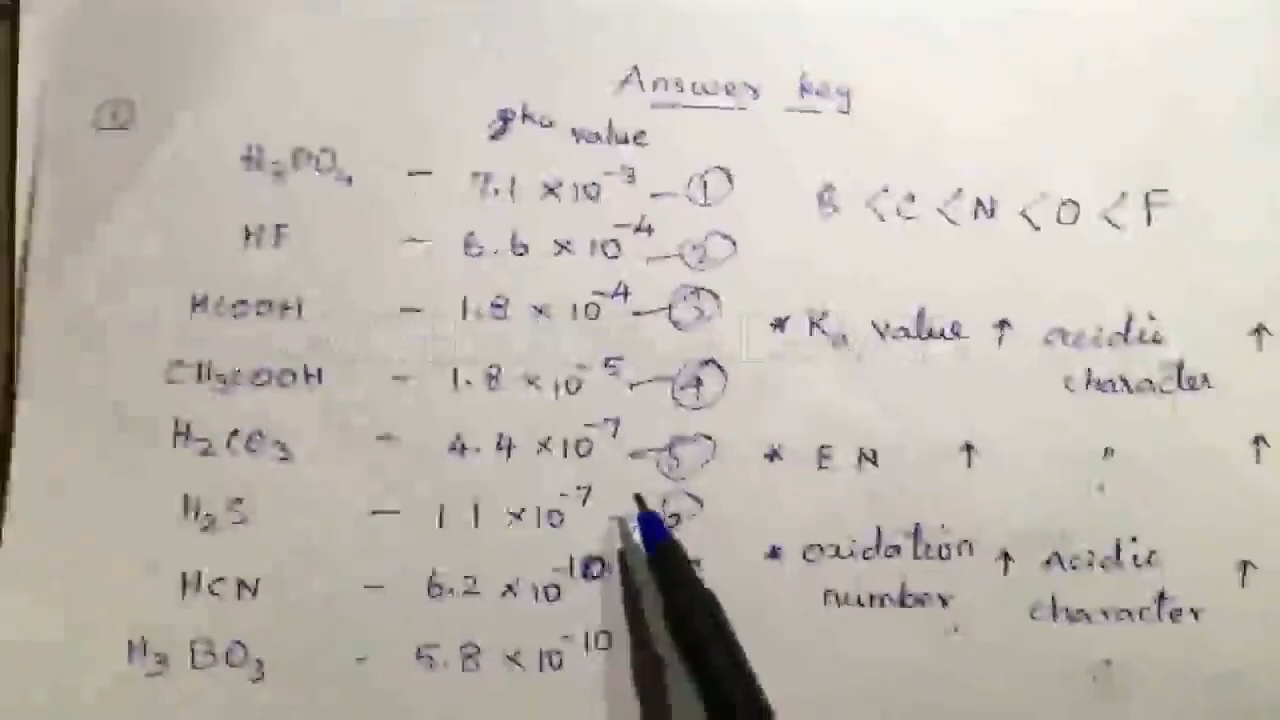 Answer key
1
pka value
H3PO4 - 7.1 × 10^-3 - 1
HF - 6.6 × 10^-4 - 2
HCOOH - 1.8 × 10^-4 - 3
CH3COOH - 1.8 × 10^-5 - 4
H2CO3 - 4.4 × 10^-7 - 5
H2S - 1.1 × 10^-7 6
HCN - 6.2 × 10^-10
H3BO3 - 5.8 × 10^-10
B < C < N < O < F
* Ka value ↑ acidic ↑
character
* EN ↑ " ↑
* oxidation ↑ Acidic ↑
number character